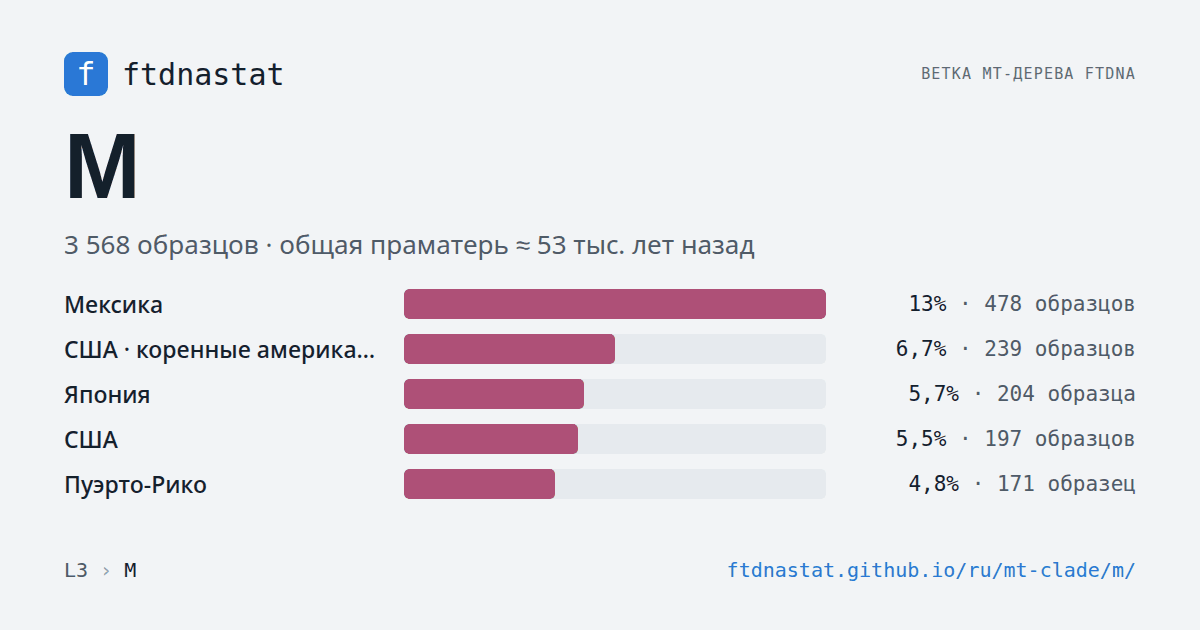 f ftdnastat
ВЕТКА МТ-ДЕРЕВА FTDNA
M
3 568 образцов · общая праматерь ≈ 53 тыс. лет назад
Мексика 13% · 478 образцов
США · коренные америка... 6,7% · 239 образцов
Япония 5,7% · 204 образца
США 5,5% · 197 образцов
Пуэрто-Рико 4,8% · 171 образец
L3 › M
ftdnastat.github.io/ru/mt-clade/m/